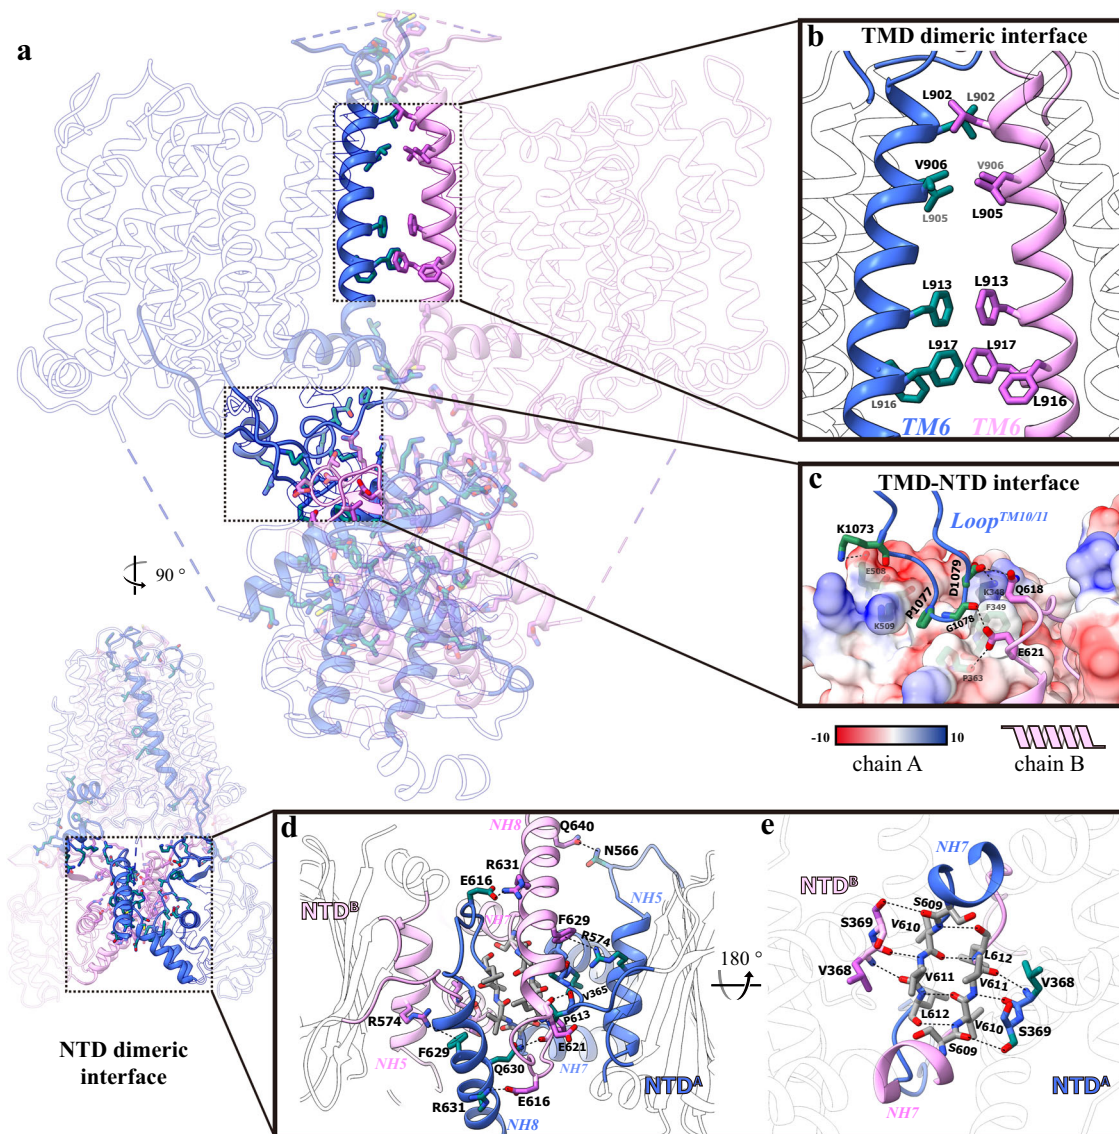 a
90 °
NTD dimeric
interface
b
TMD dimeric interface
L902
L902
V906
V906
L905
L905
L913
L913
L917
L917
L916
L916
TM6
TM6
c
TMD-NTD interface
Loop^TM10/11
K1073
E508
D1079
K348
Q618
P1077
F349
K509
G1078
E621
P363
-10
10
chain A
chain B
d
NH8
Q640
N566
R631
E616
NTD^B
NH5
F629
R574
V365
P613
R574
E621
F629
Q630
NH5
NH7
NTD^A
R631
E616
NH8
180 °
e
NH7
NTD^B
S609
S369
V610
L612
V368
V611
V611
V368
L612
V610
S369
S609
NH7
NTD^A